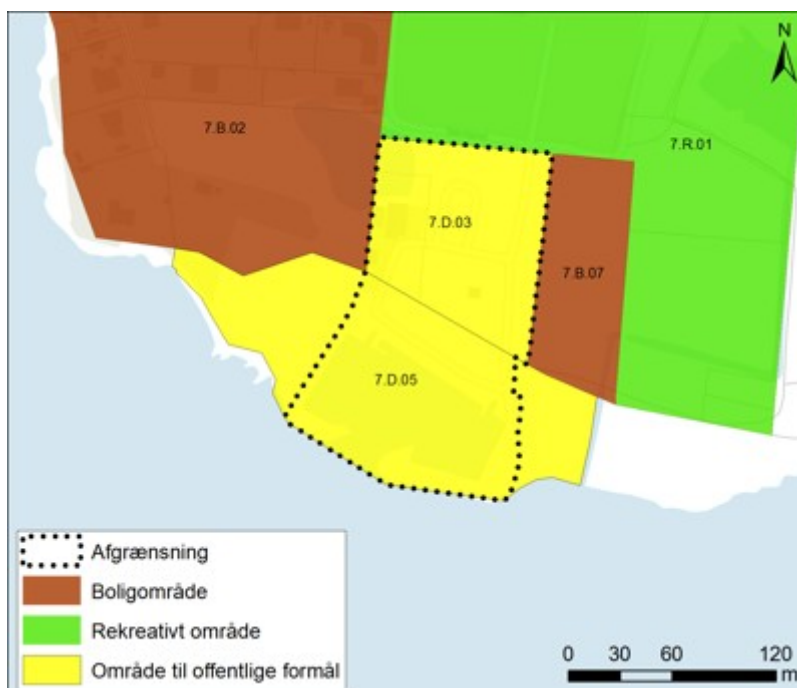 N
7.B.02
7.R.01
7.D.03
7.B.07
7.D.05
Afgrænsning
Boligområde
Rekreativt område
Område til offentlige formål
0 30 60 120
m